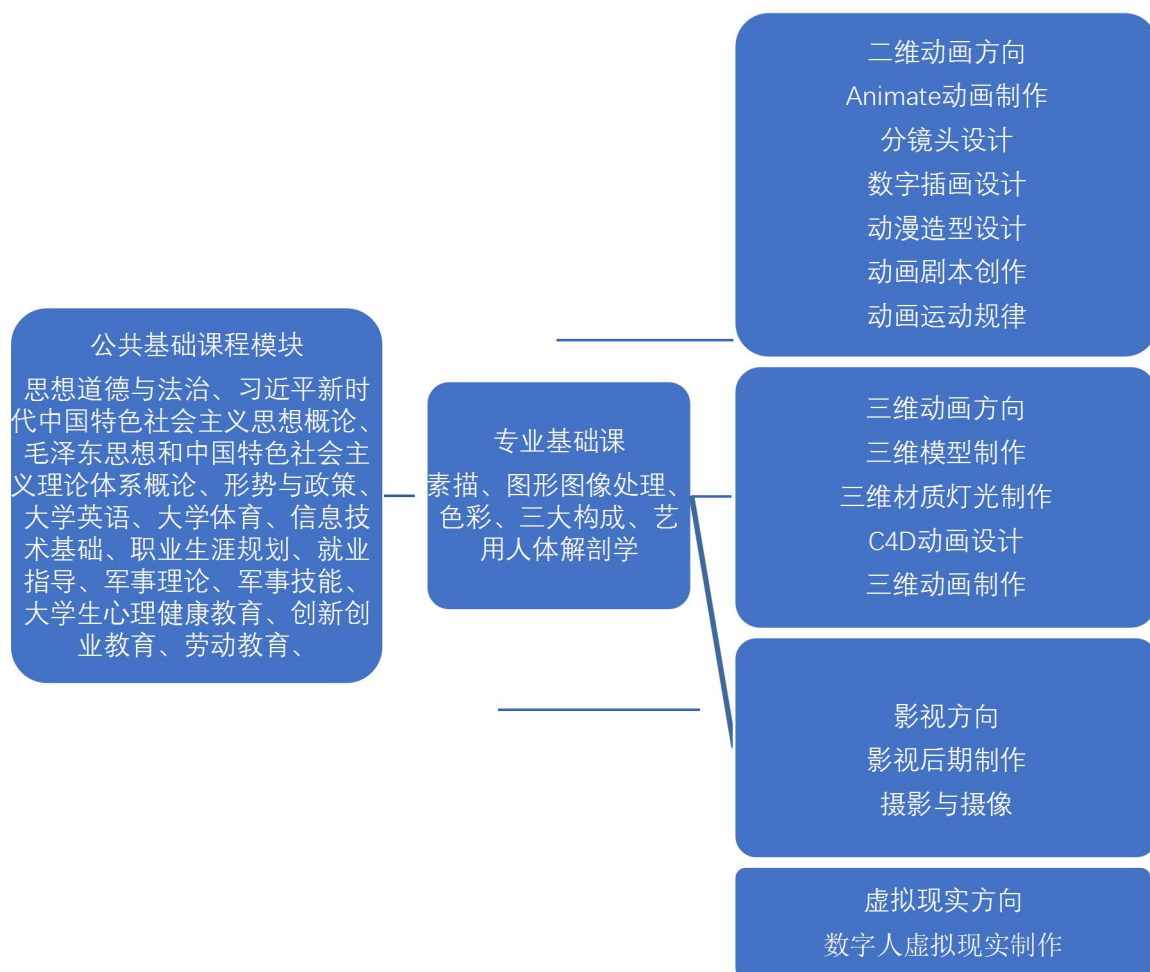 公共基础课程模块
思想道德与法治、习近平新时
代中国特色社会主义思想概论、
毛泽东思想和中国特色社会主
义理论体系概论、形势与政策、
大学英语、大学体育、信息技
术基础、职业生涯规划、就业
指导、军事理论、军事技能、
大学生心理健康教育、创新创
业教育、劳动教育、
专业基础课
素描、图形图像处理、
色彩、三大构成、艺
用人体解剖学
二维动画方向
Animate动画制作
分镜头设计
数字插画设计
动漫造型设计
动画剧本创作
动画运动规律
三维动画方向
三维模型制作
三维材质灯光制作
C4D动画设计
三维动画制作
影视方向
影视后期制作
摄影与摄像
虚拟现实方向
数字人虚拟现实制作